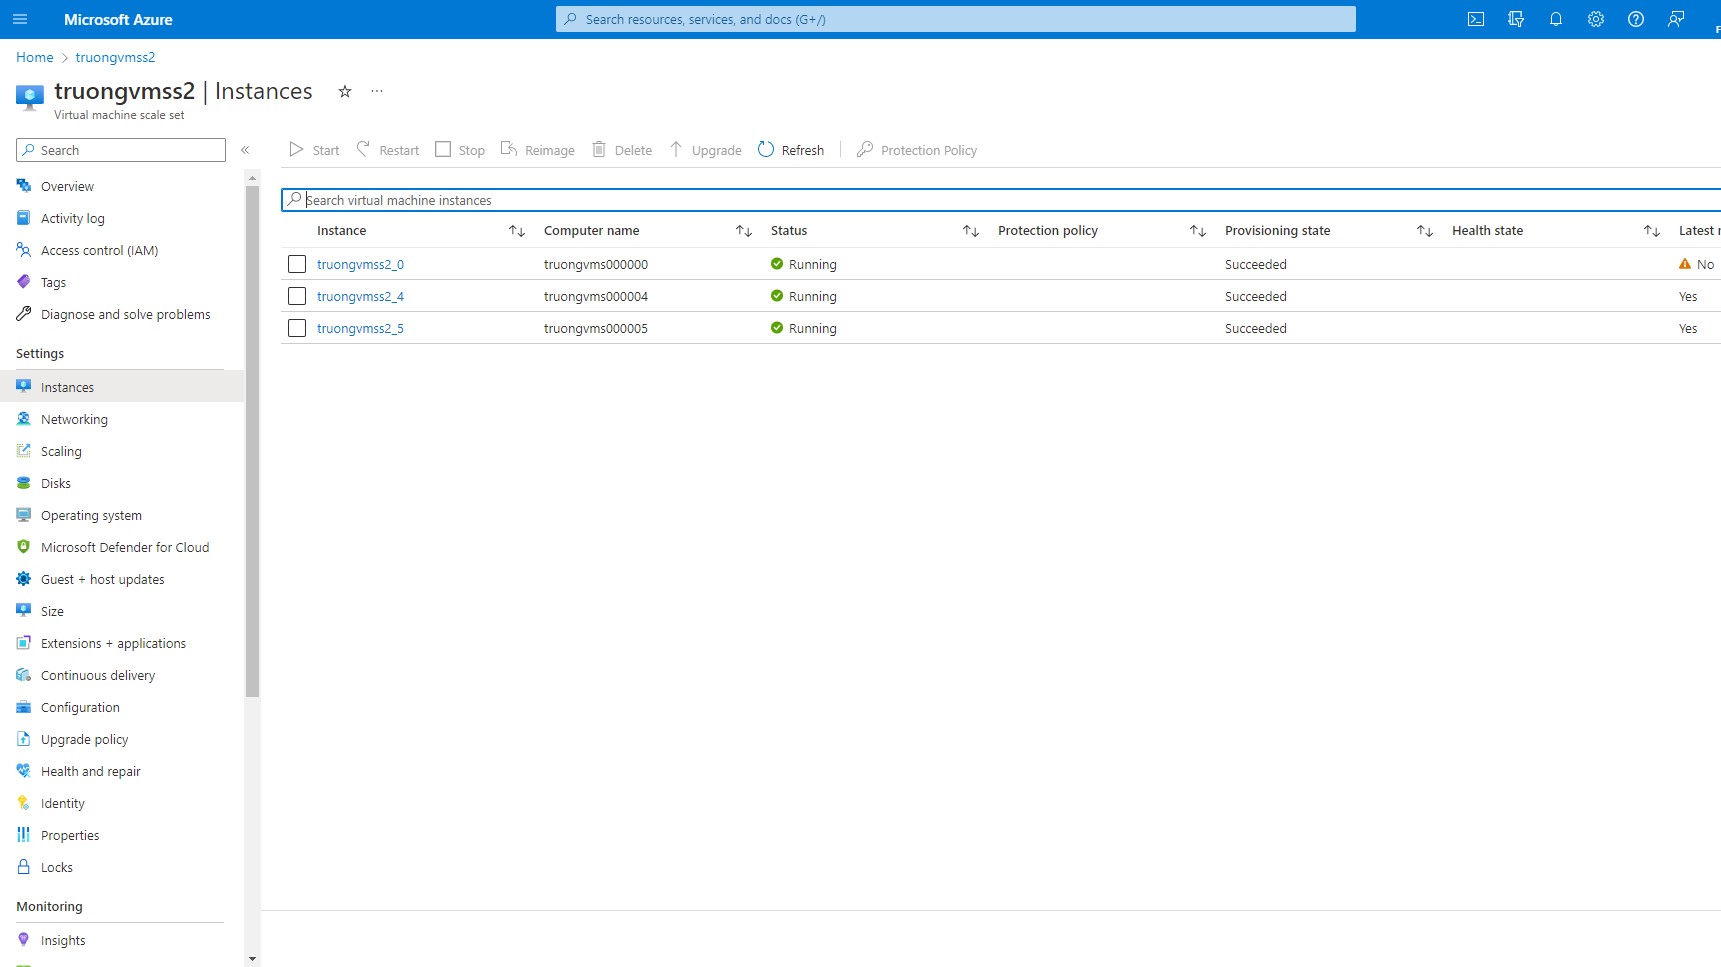 Microsoft Azure
Search resources, services, and docs (G+/)
Home > truongvmss2
truongvmss2 | Instances
Virtual machine scale set
Search
Start Restart Stop Reimage Delete Upgrade Refresh Protection Policy
Search virtual machine instances
Instance Computer name Status Protection policy Provisioning state Health state Latest
truongvmss2_0 truongvms000000 Running Succeeded No
truongvmss2_4 truongvms000004 Running Succeeded Yes
truongvmss2_5 truongvms000005 Running Succeeded Yes
Overview
Activity log
Access control (IAM)
Tags
Diagnose and solve problems
Settings
Instances
Networking
Scaling
Disks
Operating system
Microsoft Defender for Cloud
Guest + host updates
Size
Extensions + applications
Continuous delivery
Configuration
Upgrade policy
Health and repair
Identity
Properties
Locks
Monitoring
Insights